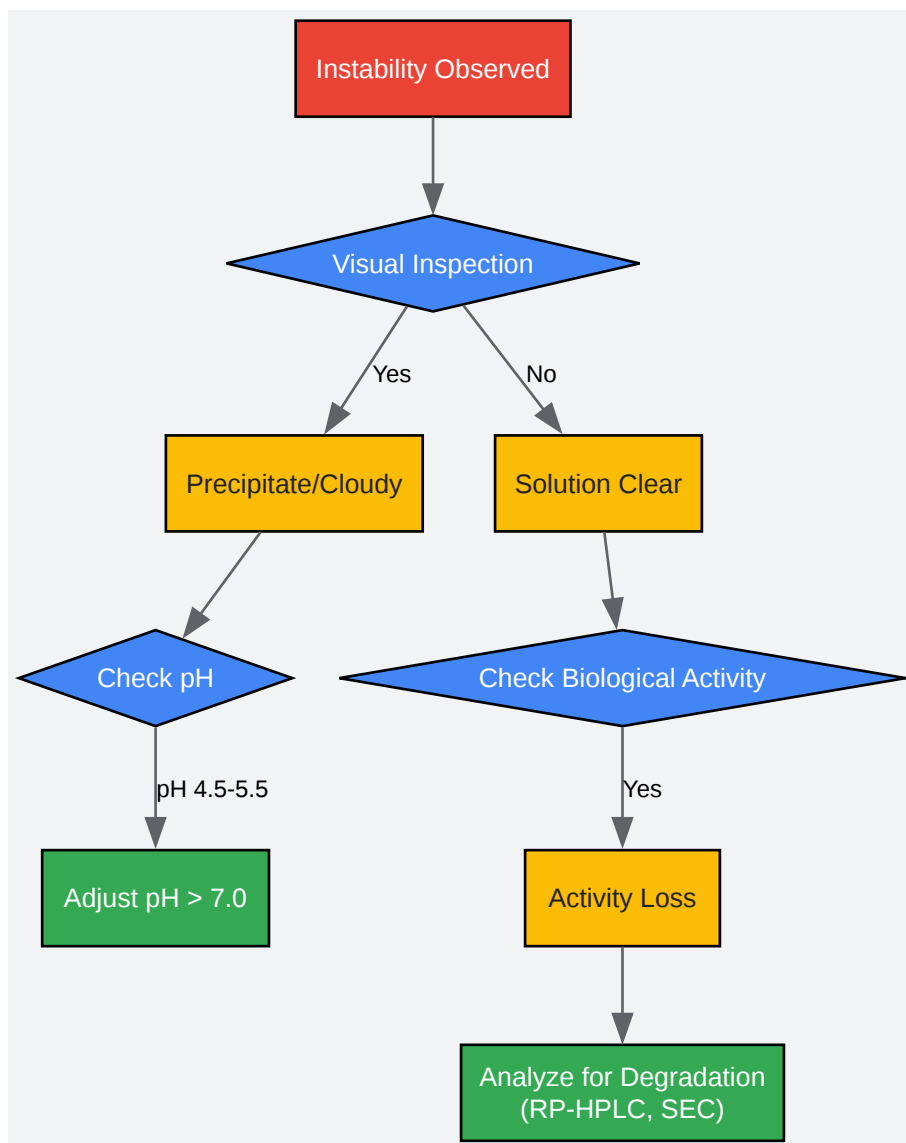 Instability Observed
Visual Inspection
Yes
No
Precipitate/Cloudy
Solution Clear
Check pH
Check Biological Activity
pH 4.5-5.5
Yes
Adjust pH > 7.0
Activity Loss
Analyze for Degradation
(RP-HPLC, SEC)